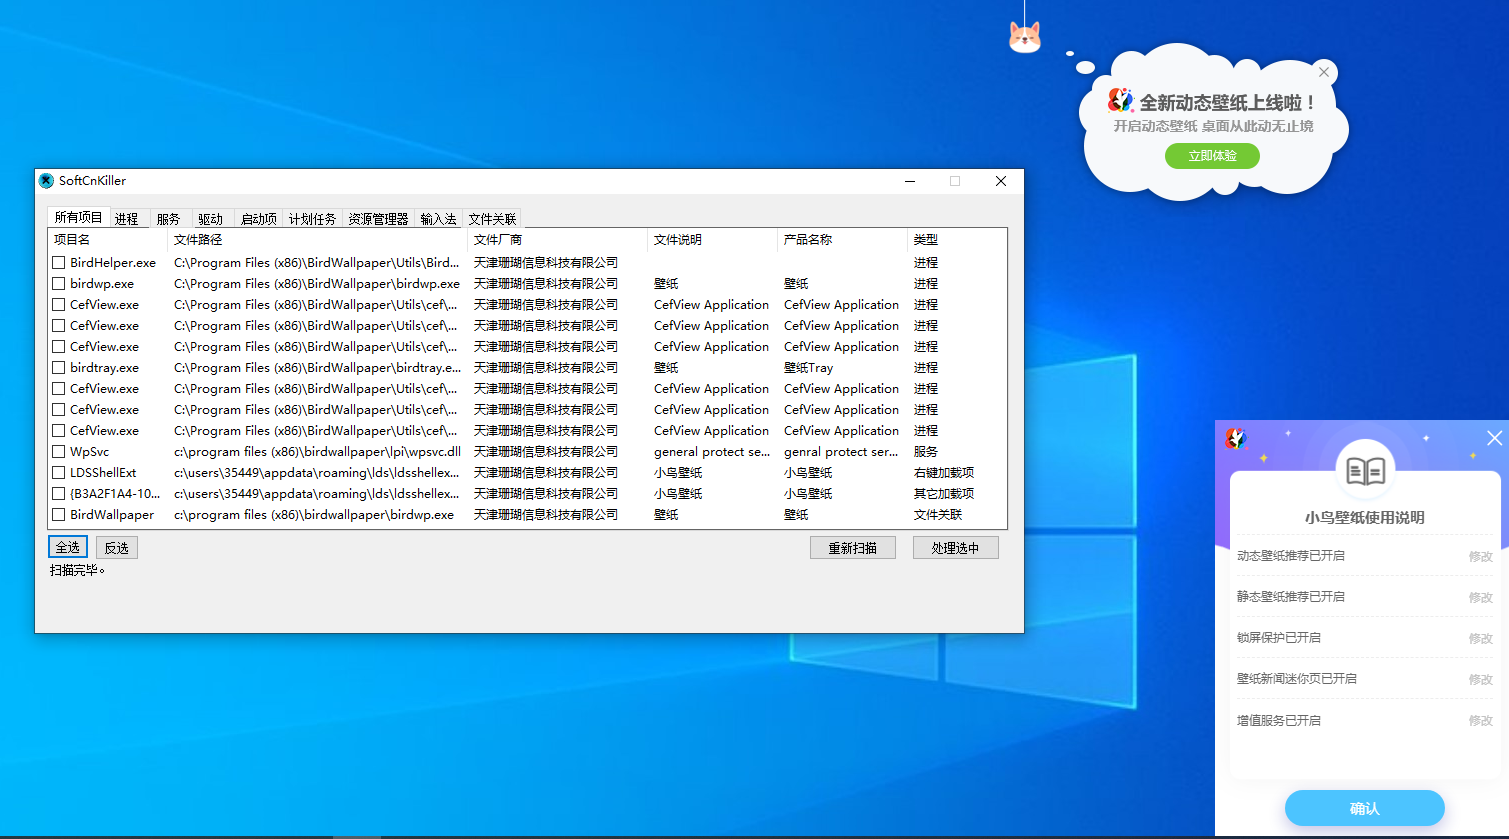 全新动态壁纸上线啦！
开启动态壁纸 桌面从此动无止境
立即体验
SoftCnKiller
所有项目 进程 服务 驱动 启动项 计划任务 资源管理器 输入法 文件关联
项目名 文件路径 文件厂商 文件说明 产品名称 类型
BirdHelper.exe C:\Program Files (x86)\BirdWallpaper\Utils\Bird... 天津珊瑚信息科技有限公司 进程
birdwp.exe C:\Program Files (x86)\BirdWallpaper\birdwp.exe 天津珊瑚信息科技有限公司 壁纸 壁纸 进程
CefView.exe C:\Program Files (x86)\BirdWallpaper\Utils\cef\... 天津珊瑚信息科技有限公司 CefView Application CefView Application 进程
CefView.exe C:\Program Files (x86)\BirdWallpaper\Utils\cef\... 天津珊瑚信息科技有限公司 CefView Application CefView Application 进程
CefView.exe C:\Program Files (x86)\BirdWallpaper\Utils\cef\... 天津珊瑚信息科技有限公司 CefView Application CefView Application 进程
birdtray.exe C:\Program Files (x86)\BirdWallpaper\birdtray.e... 天津珊瑚信息科技有限公司 壁纸 壁纸Tray 进程
CefView.exe C:\Program Files (x86)\BirdWallpaper\Utils\cef\... 天津珊瑚信息科技有限公司 CefView Application CefView Application 进程
CefView.exe C:\Program Files (x86)\BirdWallpaper\Utils\cef\... 天津珊瑚信息科技有限公司 CefView Application CefView Application 进程
CefView.exe C:\Program Files (x86)\BirdWallpaper\Utils\cef\... 天津珊瑚信息科技有限公司 CefView Application CefView Application 进程
WpSvc c:\program files (x86)\birdwallpaper\lpi\wpsvc.dll 天津珊瑚信息科技有限公司 general protect se... genral protect ser... 服务
LDSShellExt c:\users\35449\appdata\roaming\lds\ldsshellex... 天津珊瑚信息科技有限公司 小鸟壁纸 小鸟壁纸 右键加载项
{B3A2F1A4-10... c:\users\35449\appdata\roaming\lds\ldsshellex... 天津珊瑚信息科技有限公司 小鸟壁纸 小鸟壁纸 其它加载项
BirdWallpaper c:\program files (x86)\birdwallpaper\birdwp.exe 天津珊瑚信息科技有限公司 壁纸 壁纸 文件关联
全选 反选 重新扫描 处理选中
扫描完毕。
小鸟壁纸使用说明
动态壁纸推荐已开启 修改
静态壁纸推荐已开启 修改
锁屏保护已开启 修改
壁纸新闻迷你页已开启 修改
增值服务已开启 修改
确认